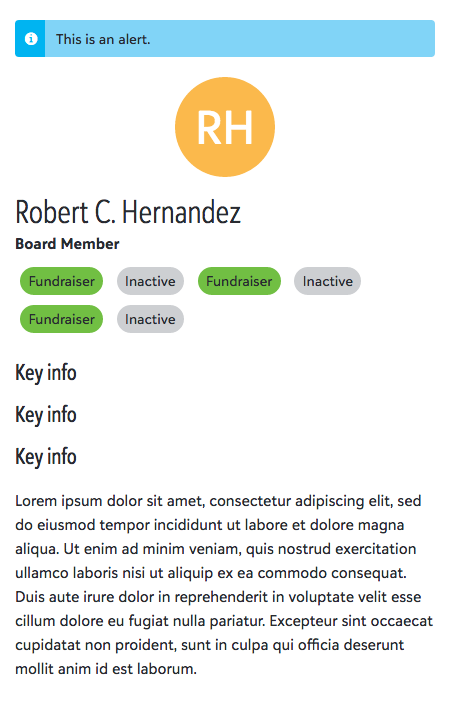 This is an alert.
RH
Robert C. Hernandez
Board Member
Fundraiser Inactive Fundraiser Inactive
Fundraiser Inactive
Key info
Key info
Key info
Lorem ipsum dolor sit amet, consectetur adipiscing elit, sed
do eiusmod tempor incididunt ut labore et dolore magna
aliqua. Ut enim ad minim veniam, quis nostrud exercitation
ullamco laboris nisi ut aliquip ex ea commodo consequat.
Duis aute irure dolor in reprehenderit in voluptate velit esse
cillum dolore eu fugiat nulla pariatur. Excepteur sint occaecat
cupidatat non proident, sunt in culpa qui officia deserunt
mollit anim id est laborum.